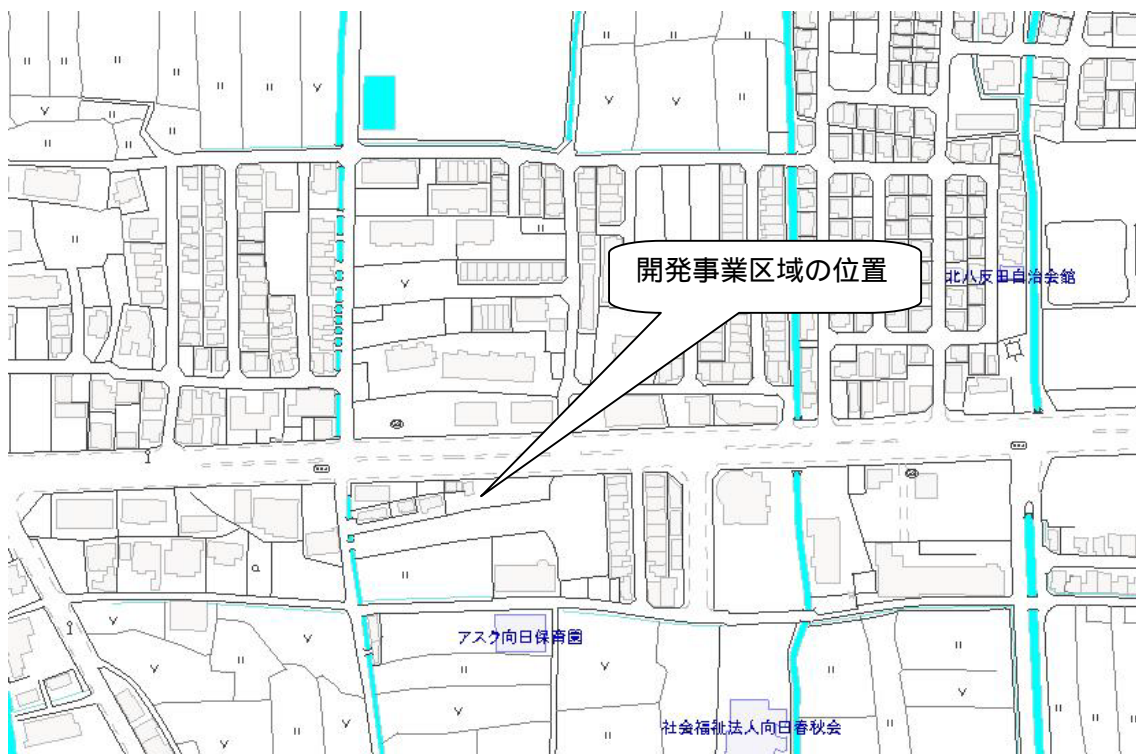 開発事業区域の位置
北八反田自治会館
アスク向日保育園
社会福祉法人向日春秋会